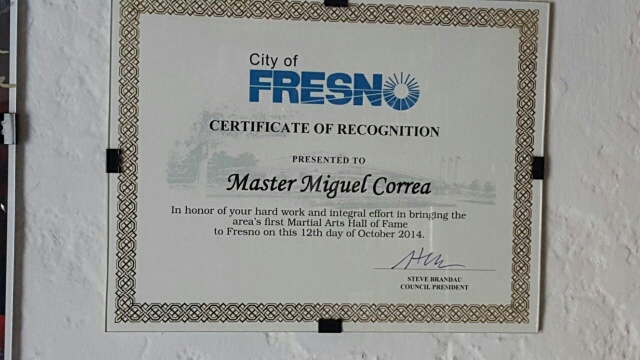 City of
FRESNO
CERTIFICATE OF RECOGNITION
PRESENTED TO
Master Miguel Correa
In honor of your hard work and integral effort in bringing the
area's first Martial Arts Hall of Fame
to Fresno on this 12th day of October 2014.
STEVE BRANDAU
COUNCIL PRESIDENT